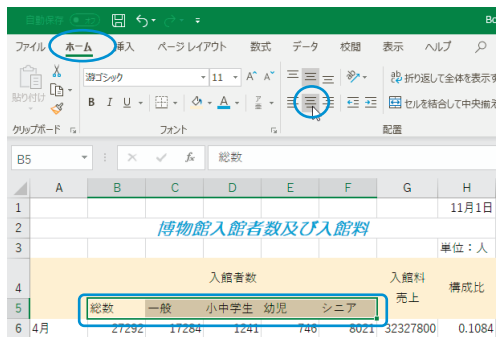 自動保存 オフ Bo
ファイル ホーム 挿入 ページ レイアウト 数式 データ 校閲 表示 ヘルプ
貼り付け 游ゴシック 11 A A ab 折り返して全体を表示す
B I U A セルを結合して中央揃え
クリップボード フォント 配置
B5 fx 総数
A B C D E F G H
1 11月1日
2 博物館入館者数及び入館料
3 単位：人
4 入館者数 入館料 売上 構成比
5 総数 一般 小中学生 幼児 シニア
6 4月 27292 17284 1241 746 8021 32327800 0.1084